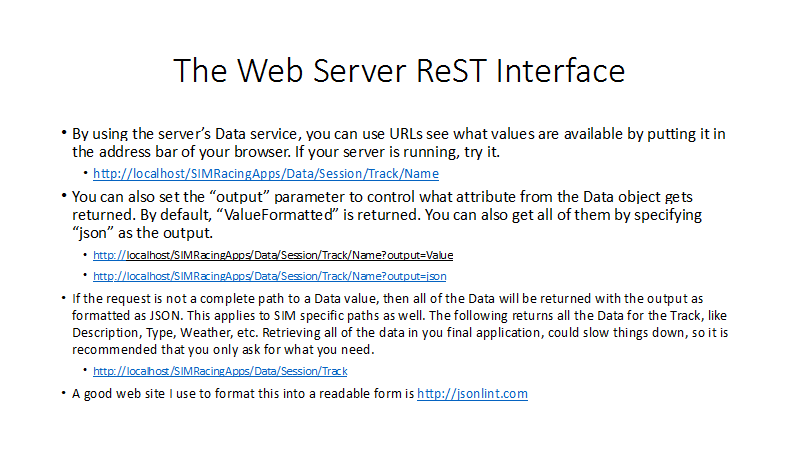 The Web Server ReST Interface
• By using the server's Data service, you can use URLs see what values are available by putting it in
the address bar of your browser. If your server is running, try it.
• http://localhost/SIMRacingApps/Data/Session/Track/Name
• You can also set the "output" parameter to control what attribute from the Data object gets
returned. By default, "ValueFormatted" is returned. You can also get all of them by specifying
"json" as the output.
• http://localhost/SIMRacingApps/Data/Session/Track/Name?output=Value
• http://localhost/SIMRacingApps/Data/Session/Track/Name?output=json
• If the request is not a complete path to a Data value, then all of the Data will be returned with the output as
formatted as JSON. This applies to SIM specific paths as well. The following returns all the Data for the Track, like
Description, Type, Weather, etc. Retrieving all of the data in you final application, could slow things down, so it is
recommended that you only ask for what you need.
• http://localhost/SIMRacingApps/Data/Session/Track
• A good web site I use to format this into a readable form is http://jsonlint.com